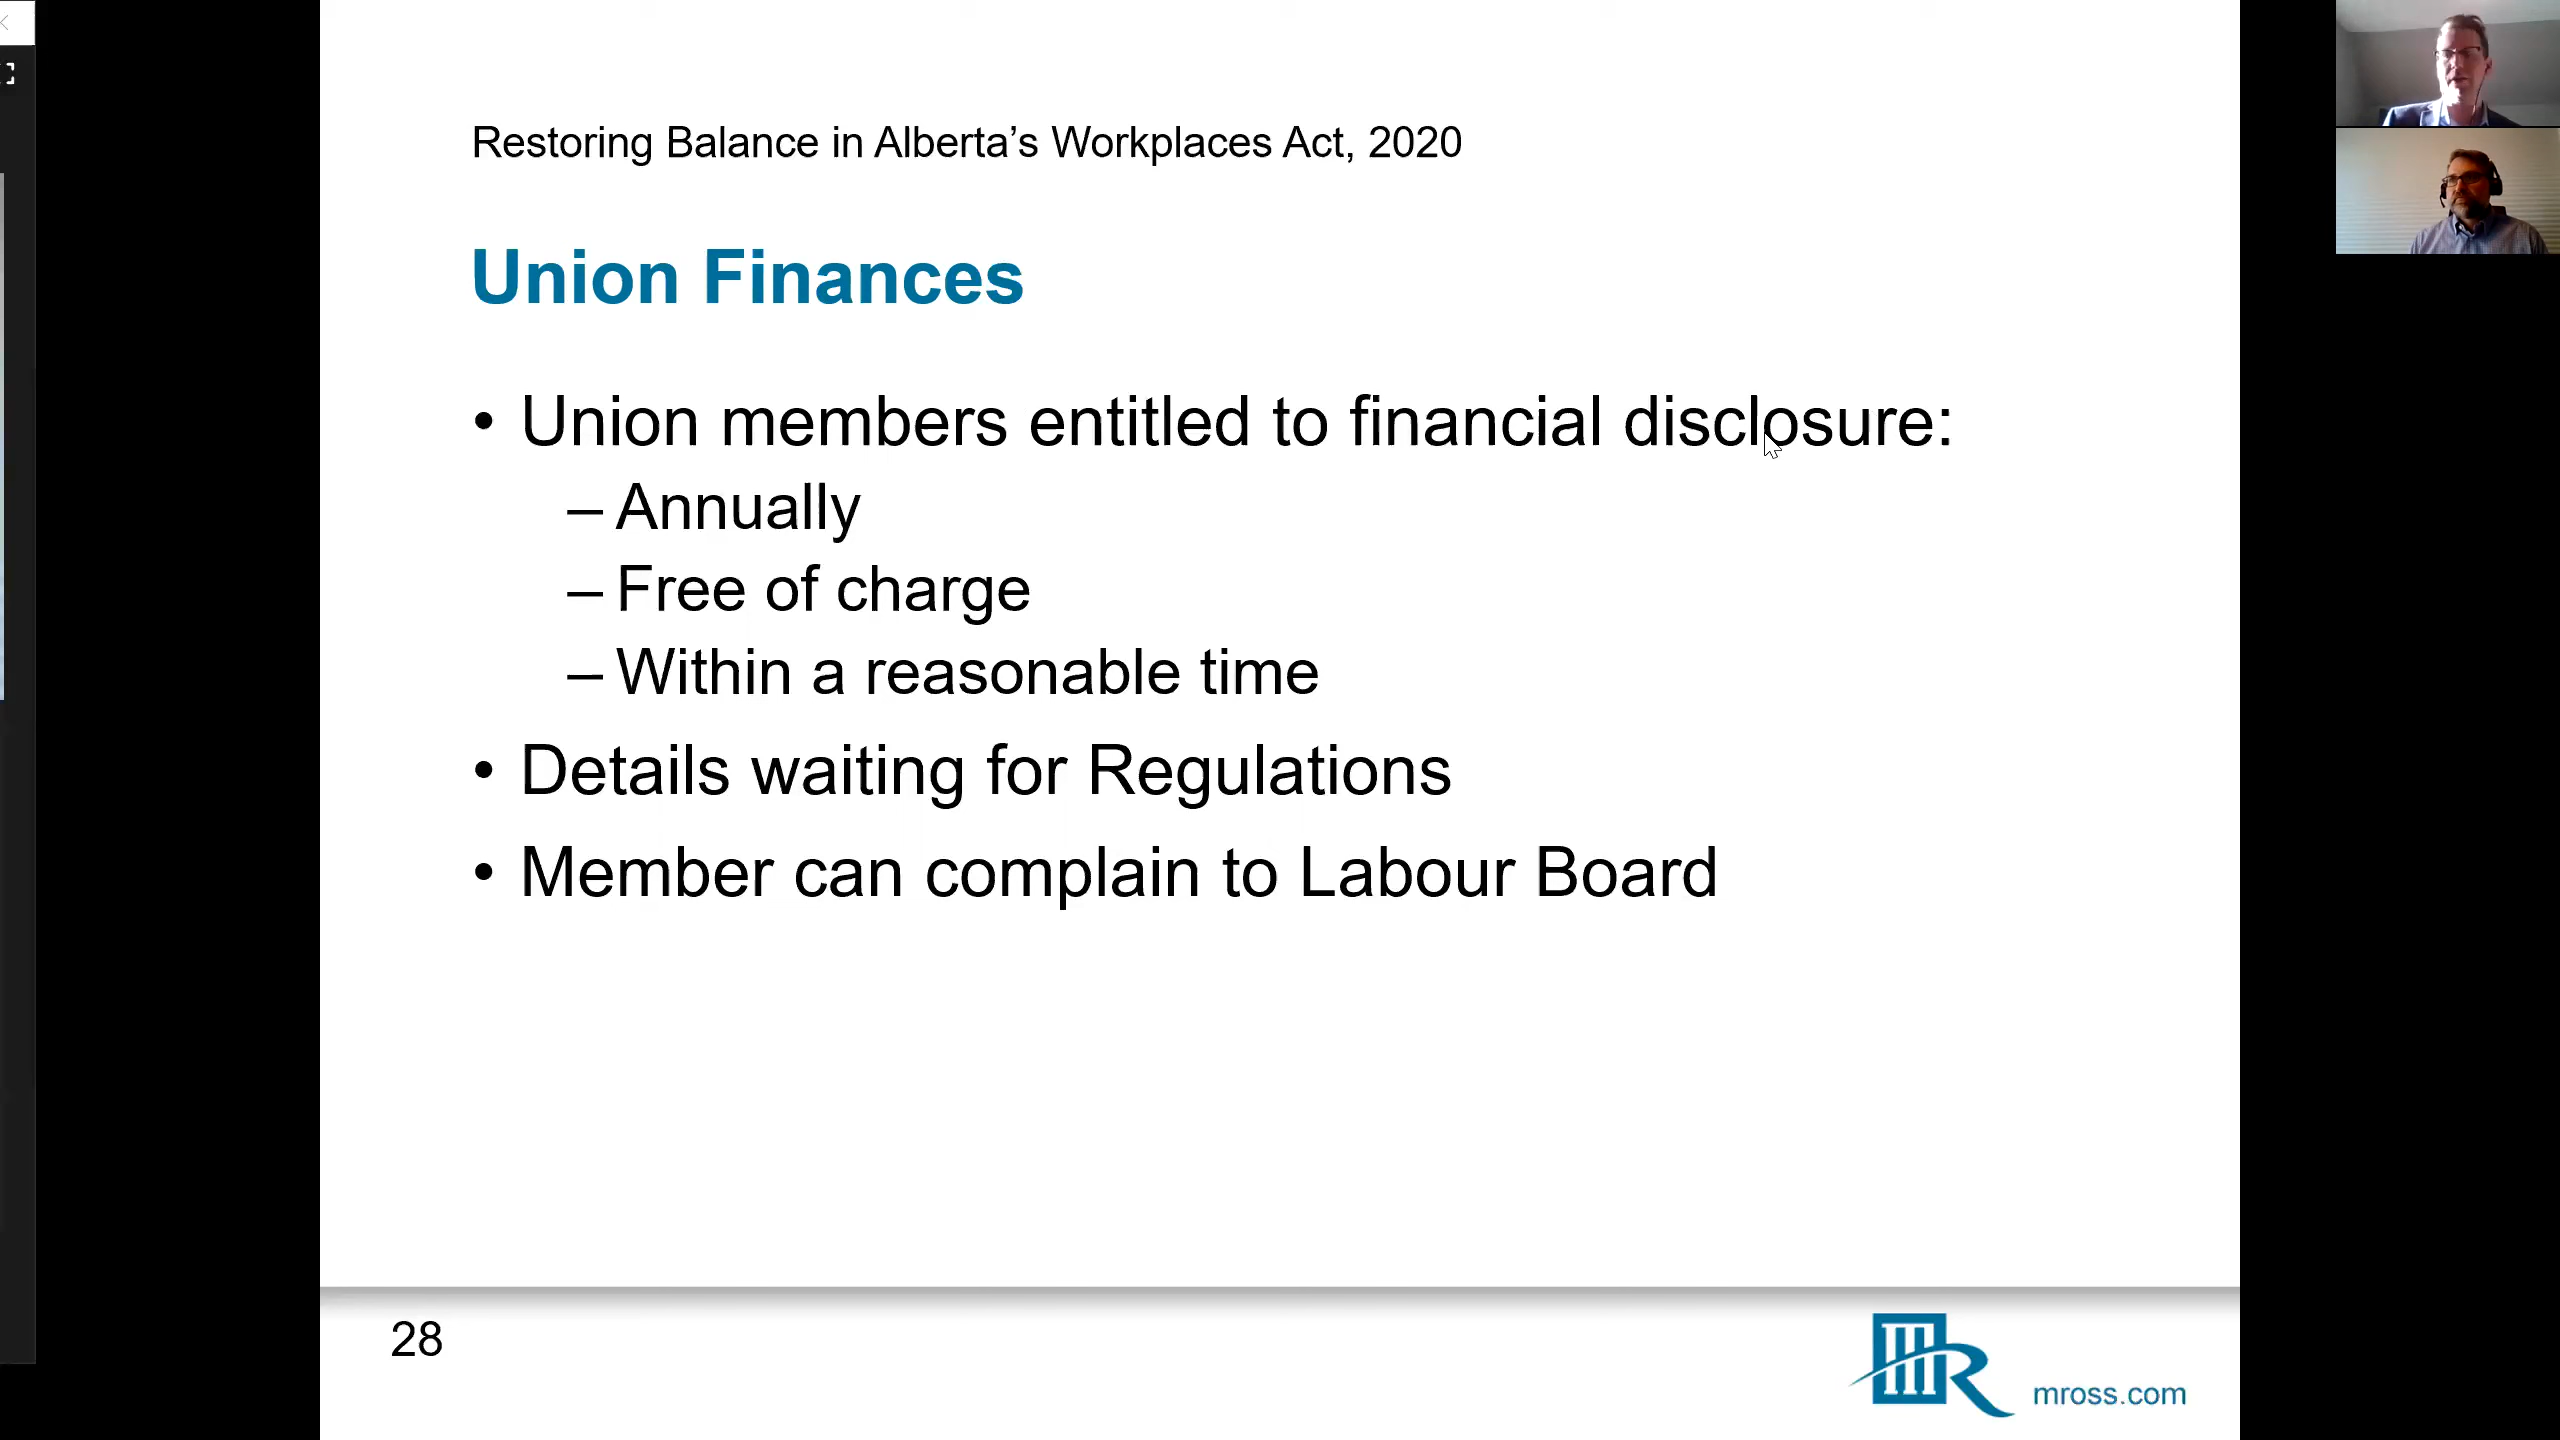 Restoring Balance in Alberta’s Workplaces Act, 2020
Union Finances
• Union members entitled to financial disclosure:
– Annually
– Free of charge
– Within a reasonable time
• Details waiting for Regulations
• Member can complain to Labour Board
28
mross.com